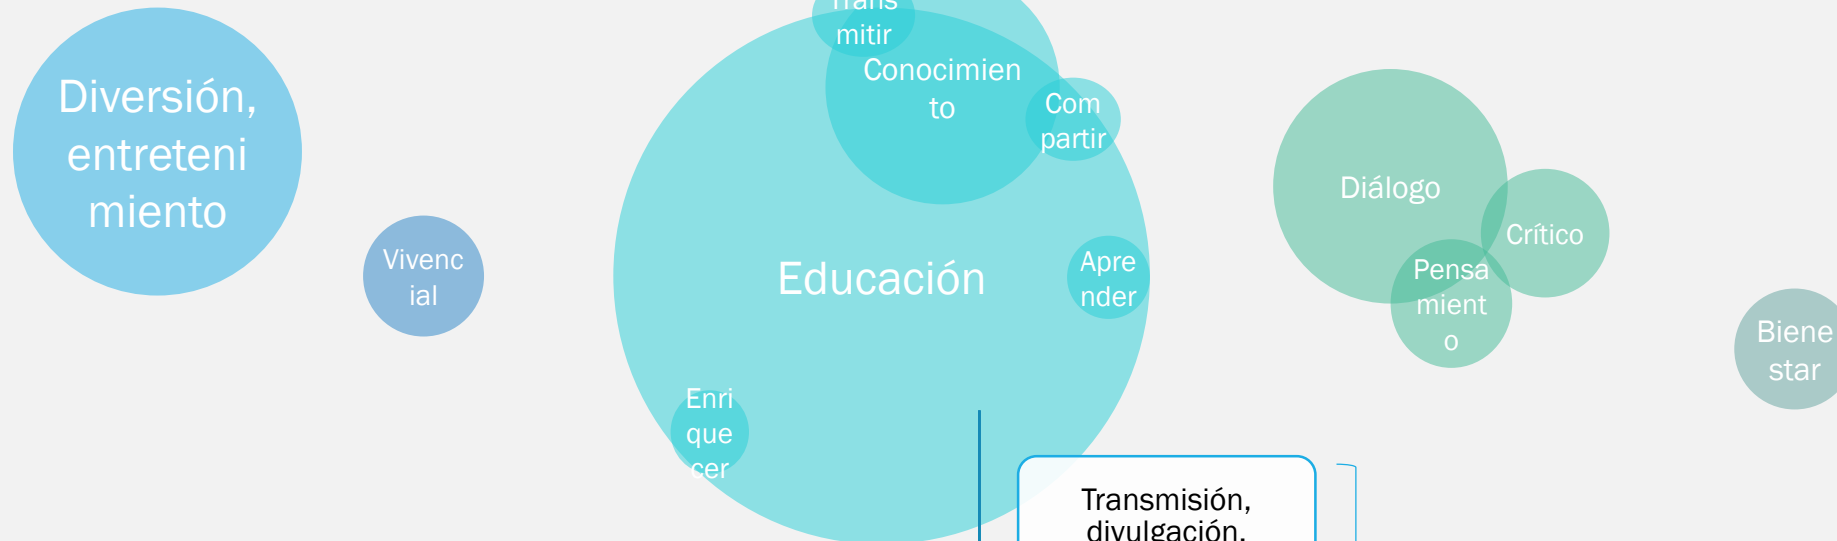 Diversión,
entreteni
miento
Vivenc
ial
Trans
mitir
Conocimien
to
Com
partir
Educación
Apre
nder
Enri
que
cer
Diálogo
Crítico
Pensa
mient
o
Biene
star
Transmisión,
divulgación,